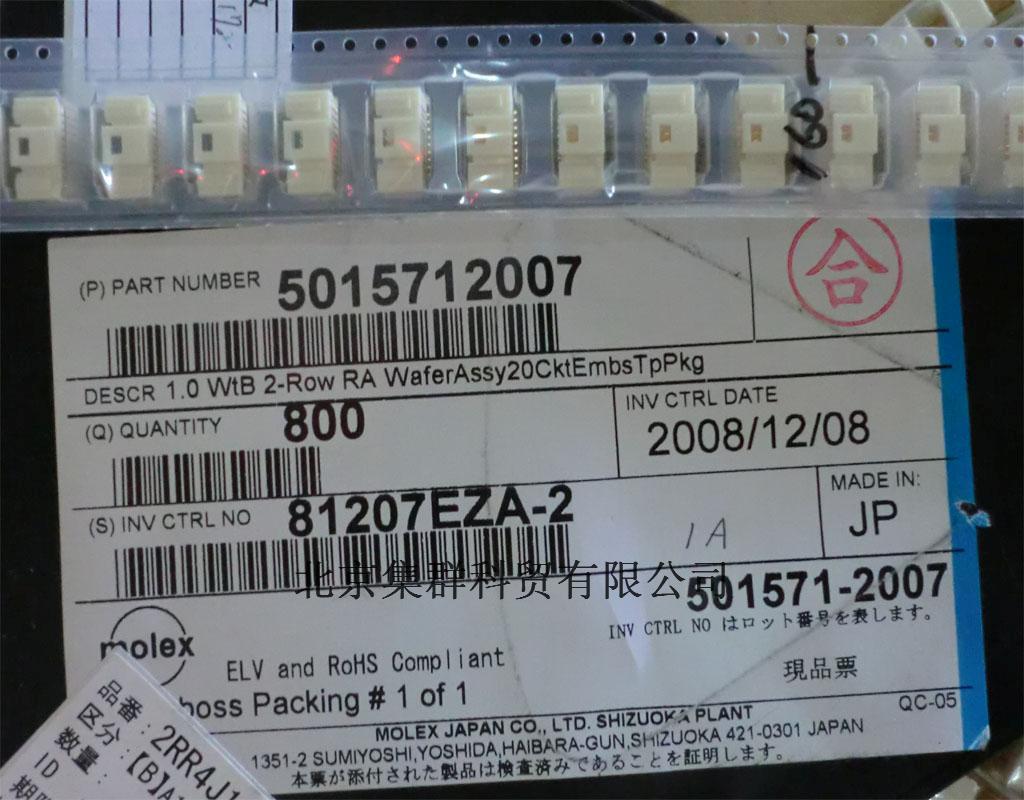 160
合
(P) PART NUMBER 5015712007
DESCR 1.0 WtB 2-Row RA WaferAssy20CktEmbsTpPkg
(Q) QUANTITY 800
INV CTRL DATE
2008/12/08
(S) INV CTRL NO 81207EZA-2
1A
MADE IN:
JP
北京集群科贸有限公司
501571-2007
INV CTRL NO はロット番号を表します。
molex
ELV and RoHS Compliant
現品票
boss Packing # 1 of 1
QC-05
MOLEX JAPAN CO., LTD. SHIZUOKA PLANT
1351-2 SUMIYOSHI,YOSHIDA,HAIBARA-GUN,SHIZUOKA 421-0301 JAPAN
本票が添付された製品は検査済みであることを証明します。
品番：2RR4J1
区分：【B】A
数量：
ID